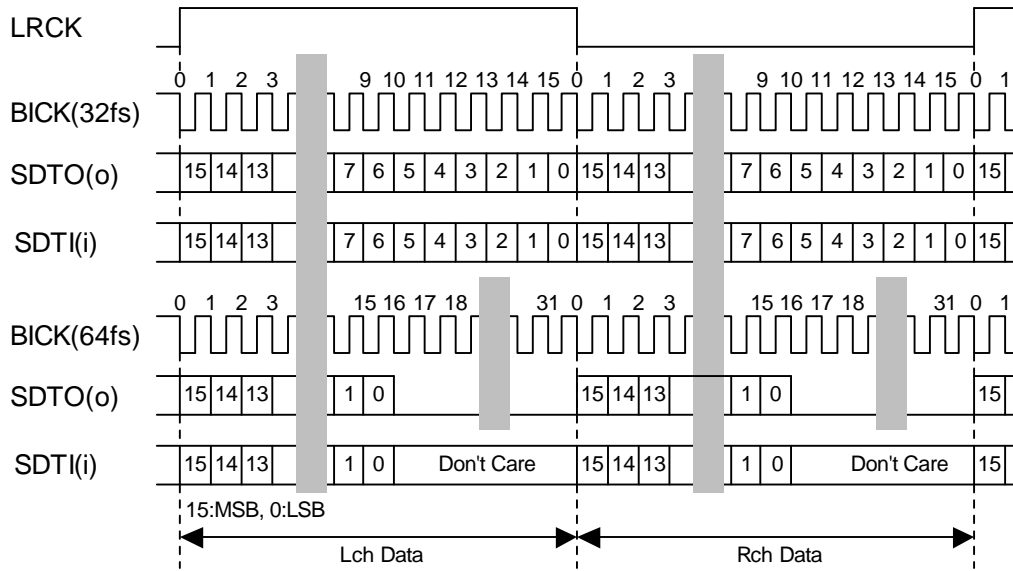 LRCK
0 1 2 3 9 10 11 12 13 14 15 0 1 2 3 9 10 11 12 13 14 15 0 1
BICK(32fs)
SDTO(o) 15 14 13 7 6 5 4 3 2 1 0 15 14 13 7 6 5 4 3 2 1 0 15
SDTI(i) 15 14 13 7 6 5 4 3 2 1 0 15 14 13 7 6 5 4 3 2 1 0 15
0 1 2 3 15 16 17 18 31 0 1 2 3 15 16 17 18 31 0 1
BICK(64fs)
SDTO(o) 15 14 13 1 0 15 14 13 1 0 15
SDTI(i) 15 14 13 1 0 Don't Care 15 14 13 1 0 Don't Care 15
15:MSB, 0:LSB
Lch Data Rch Data